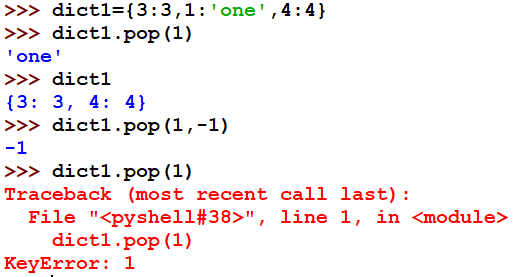 >>> dict1={3:3,1:'one',4:4}
>>> dict1.pop(1)
'one'
>>> dict1
{3: 3, 4: 4}
>>> dict1.pop(1,-1)
-1
>>> dict1.pop(1)
Traceback (most recent call last):
  File "<pyshell#38>", line 1, in <module>
    dict1.pop(1)
KeyError: 1